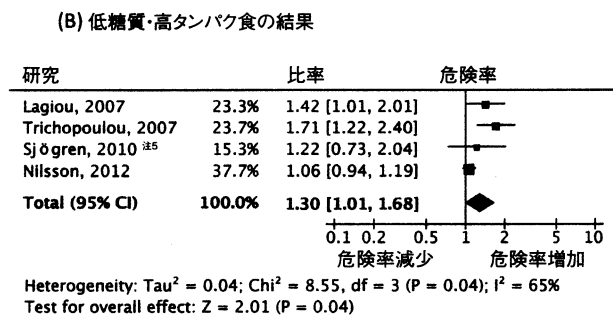 (B) 低糖質・高タンパク食の結果
研究 比率 危険率
Lagiou, 2007 23.3% 1.42 [1.01, 2.01]
Trichopoulou, 2007 23.7% 1.71 [1.22, 2.40]
Sjögren, 2010 注5 15.3% 1.22 [0.73, 2.04]
Nilsson, 2012 37.7% 1.06 [0.94, 1.19]
Total (95% CI) 100.0% 1.30 [1.01, 1.68]
0.1 0.2 0.5 1 2 5 10
危険率減少 危険率増加
Heterogeneity: Tau² = 0.04; Chi² = 8.55, df = 3 (P = 0.04); I² = 65%
Test for overall effect: Z = 2.01 (P = 0.04)